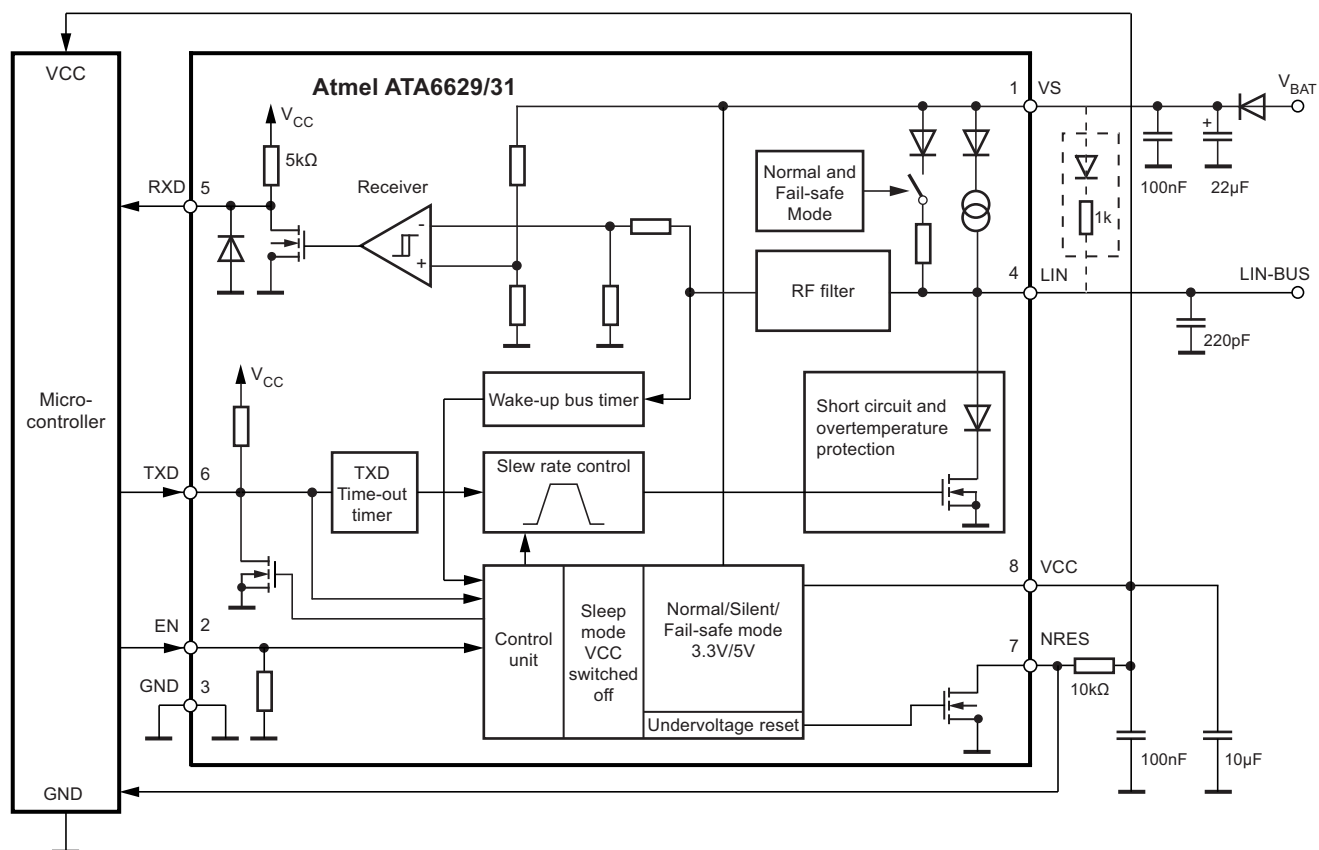 VCC
Atmel ATA6629/31
1 VS
VBAT
VCC
5kΩ
RXD 5
Receiver
-
+
Normal and
Fail-safe
Mode
+
100nF
22µF
1k
4 LIN
LIN-BUS
RF filter
220pF
Micro-
controller
VCC
Wake-up bus timer
Short circuit and
overtemperature
protection
TXD 6
TXD
Time-out
timer
Slew rate control
8 VCC
EN 2
Control
unit
Sleep
mode
VCC
switched
off
Normal/Silent/
Fail-safe mode
3.3V/5V
7 NRES
10kΩ
GND 3
Undervoltage reset
100nF
10µF
GND